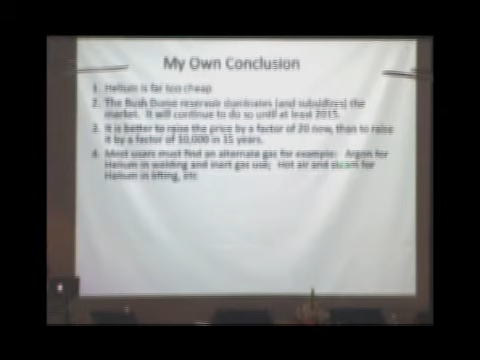 My Own Conclusion
1. Helium is far too cheap
2. The Bush Dome reservoir dominates (and subsidizes) the
market. It will continue to do so until at least 2015.
3. It is better to raise the price by a factor of 20 now, than to raise
it by a factor of 10,000 in 15 years.
4. Most users must find an alternate gas for example: Argon for
Helium in welding and inert gas use; Hot air and steam for
Helium in lifting, etc